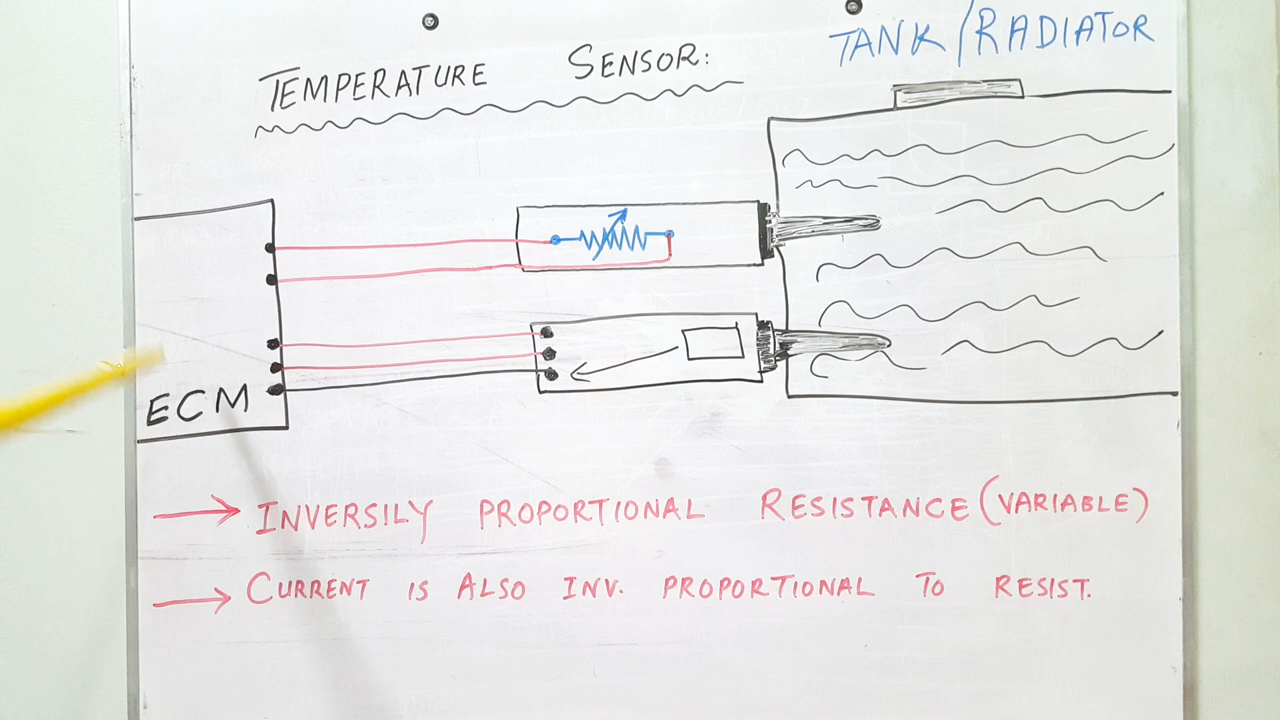 TANK/RADIATOR
TEMPERATURE SENSOR:
ECM
→ INVERSILY PROPORTIONAL RESISTANCE (VARIABLE)
→ CURRENT IS ALSO INV. PROPORTIONAL TO RESIST.